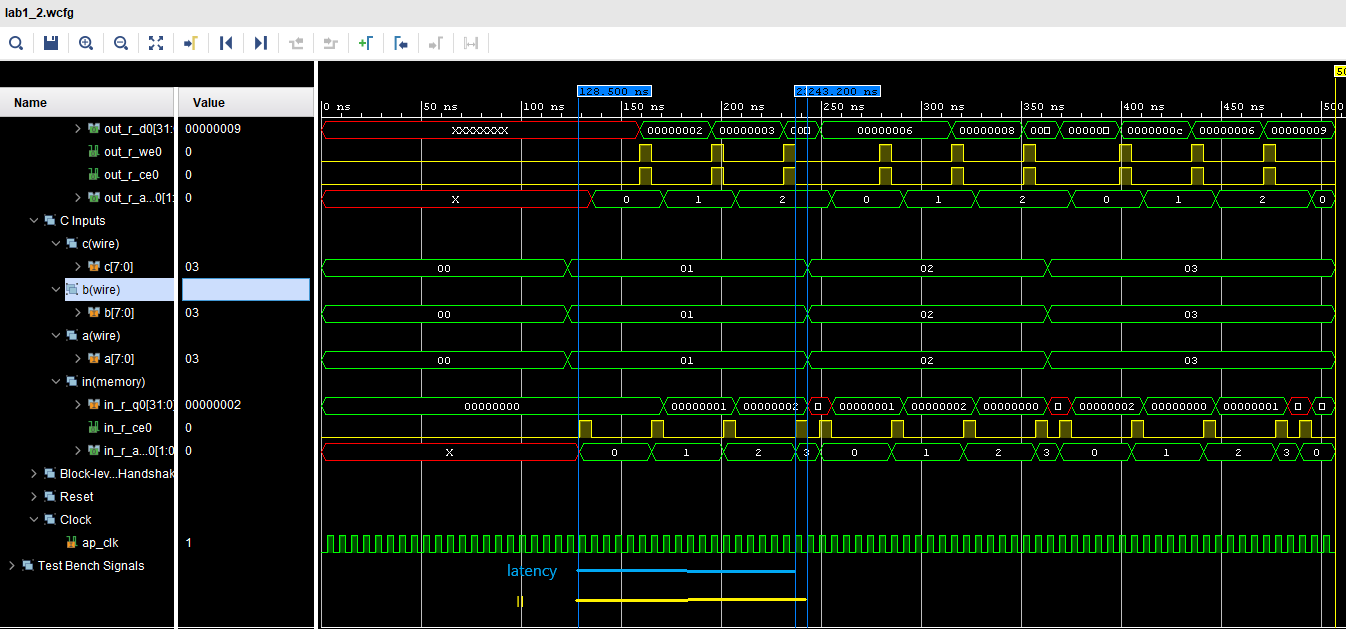 lab1_2.wcfg
Name Value
128.500 ns 243.200 ns
0 ns 50 ns 100 ns 150 ns 200 ns 250 ns 300 ns 350 ns 400 ns 450 ns 500
out_r_d0[31: 00000009 XXXXXXXX 00000002 00000003 00000006 00000008 00000 0000000c 00000006 00000009
out_r_we0 0
out_r_ce0 0
out_r_a...0[1: 0 X 0 1 2 0 1 2 0 1 2 0
C Inputs
c(wire)
c[7:0] 03 00 01 02 03
b(wire)
b[7:0] 03 00 01 02 03
a(wire)
a[7:0] 03 00 01 02 03
in(memory)
in_r_q0[31:0] 00000002 00000000 00000001 00000002 00000001 00000002 00000000 00000002 00000000 00000001
in_r_ce0 0
in_r_a...0[1:0 0 X 0 1 2 3 0 1 2 3 0 1 2 3 0
Block-lev...Handshak
Reset
Clock
ap_clk 1
Test Bench Signals
latency
II